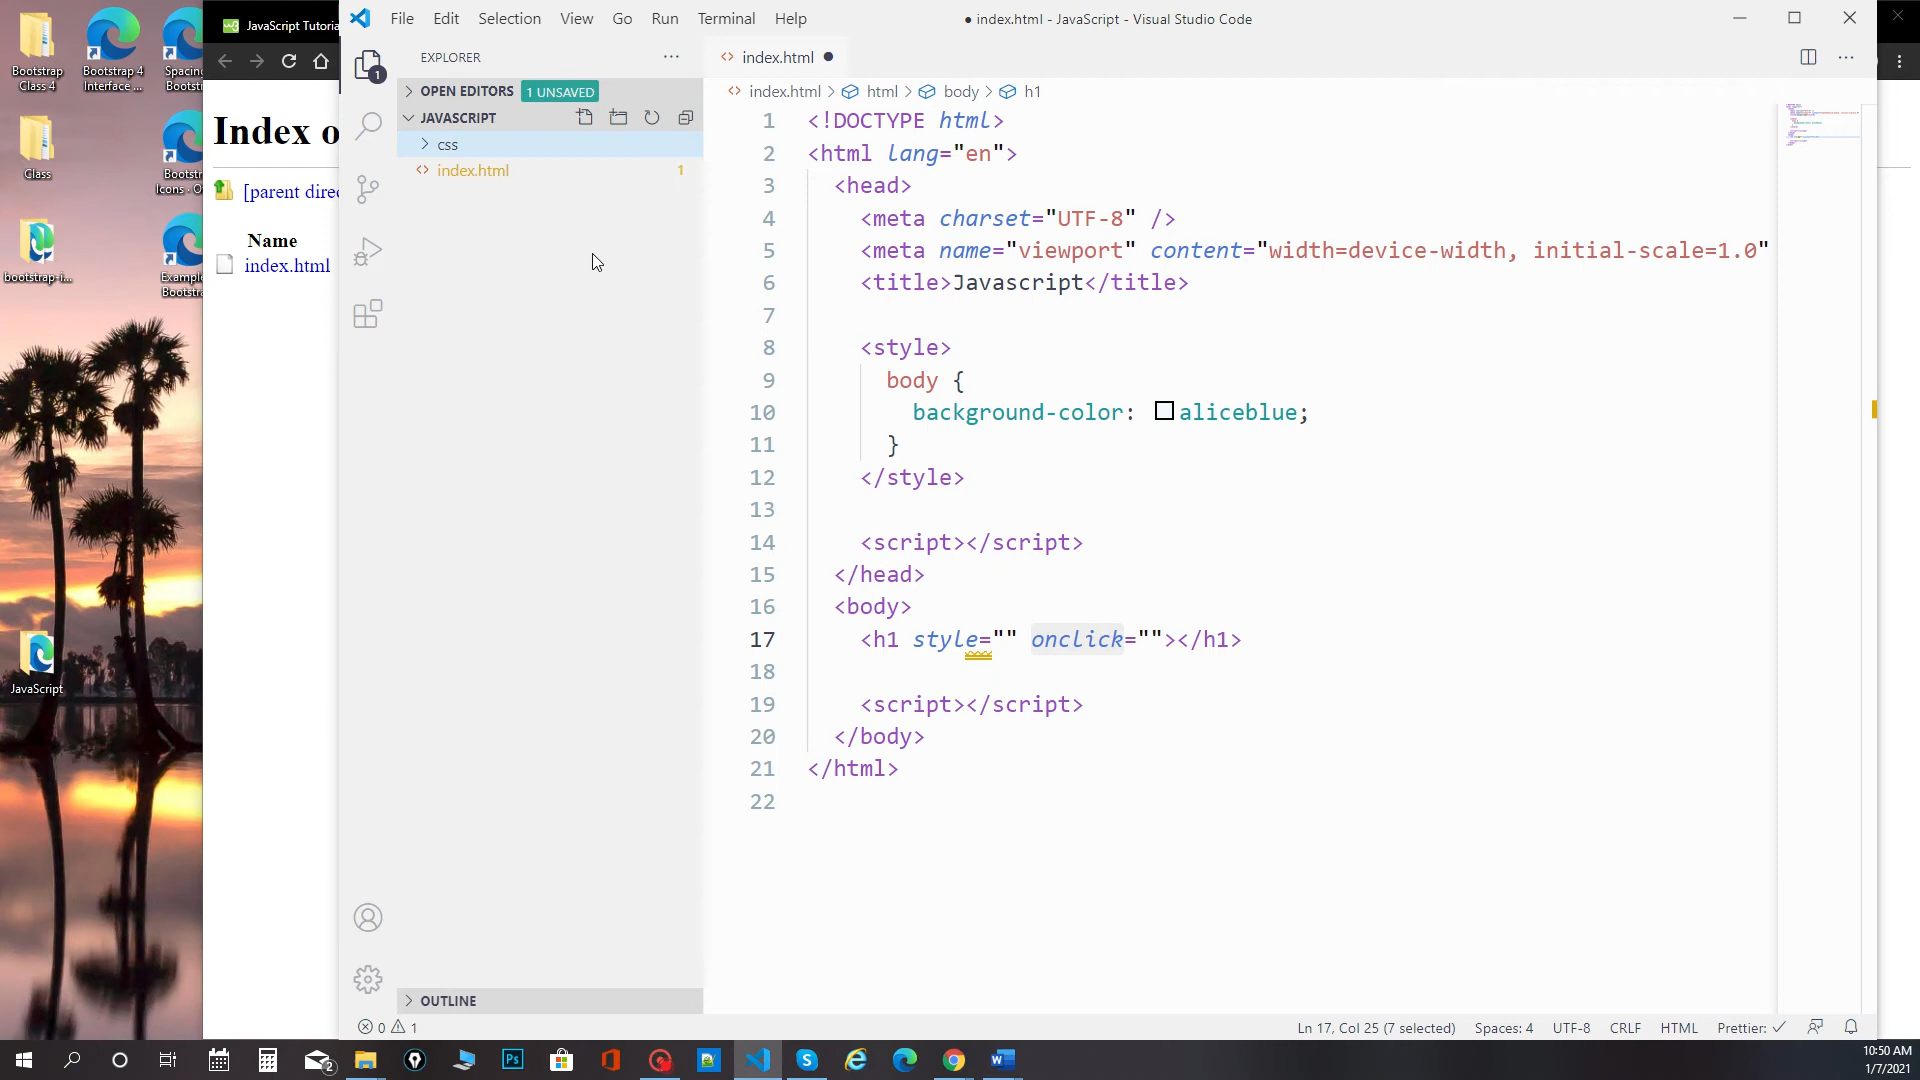 Bootstrap
Class 4
Bootstrap 4
Interface ...
Class
bootstrap-i...
JavaScript
JavaScript Tutoria
Index o
[parent direc
Name
index.html
File Edit Selection View Go Run Terminal Help
● index.html - JavaScript - Visual Studio Code
EXPLORER
1
OPEN EDITORS 1 UNSAVED
JAVASCRIPT
css
index.html 1
OUTLINE
index.html
index.html > html > body > h1
1 <!DOCTYPE html>
2 <html lang="en">
3 <head>
4 <meta charset="UTF-8" />
5 <meta name="viewport" content="width=device-width, initial-scale=1.0"
6 <title>Javascript</title>
7
8 <style>
9 body {
10 background-color: aliceblue;
11 }
12 </style>
13
14 <script></script>
15 </head>
16 <body>
17 <h1 style="" onclick=""></h1>
18
19 <script></script>
20 </body>
21 </html>
22
0 1
Ln 17, Col 25 (7 selected) Spaces: 4 UTF-8 CRLF HTML Prettier: ✓
2
Ps
10:50 AM
1/7/2021